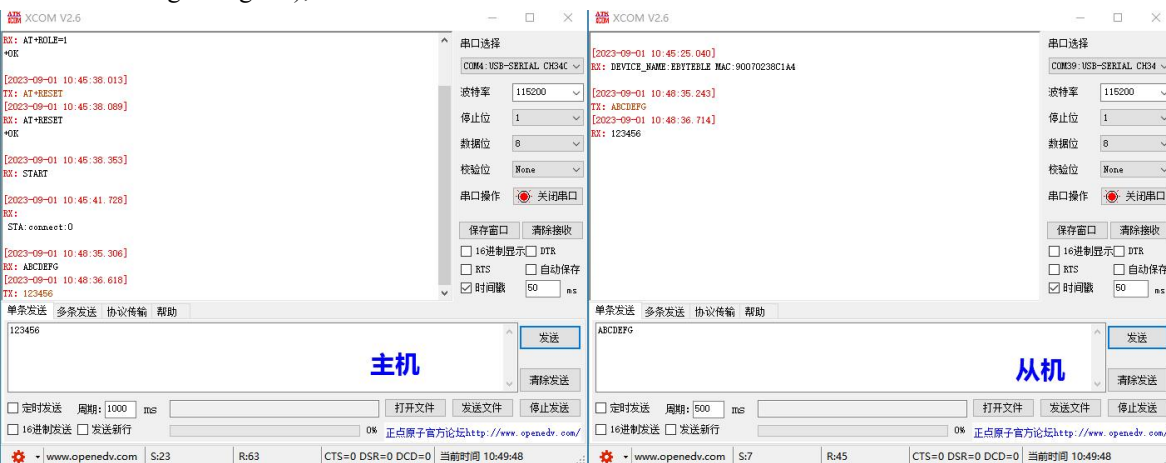 XCOM V2.6
RX: AT+ROLE=1
+OK
[2023-09-01 10:45:38.013]
TX: AT+RESET
[2023-09-01 10:45:38.089]
RX: AT+RESET
+OK
[2023-09-01 10:45:38.353]
RX: START
[2023-09-01 10:45:41.728]
RX:
STA:connect:0
[2023-09-01 10:48:35.306]
RX: ABCDEFG
[2023-09-01 10:48:36.618]
TX: 123456
串口选择
COM4:USB-SERIAL CH34C
波特率 115200
停止位 1
数据位 8
校验位 None
串口操作 关闭串口
保存窗口 清除接收
16进制显示 DTR
RTS 自动保存
时间戳 50 ms
单条发送 多条发送 协议传输 帮助
123456
发送
主机
清除发送
定时发送 周期: 1000 ms 打开文件 发送文件 停止发送
16进制发送 发送新行 0% 正点原子官方论坛http://www.openedv.com/
www.openedv.com S:23 R:63 CTS=0 DSR=0 DCD=0 当前时间 10:49:48
XCOM V2.6
[2023-09-01 10:45:25.040]
RX: DEVICE_NAME:EBYTEBLE MAC:90070238C1A4
[2023-09-01 10:48:35.243]
TX: ABCDEFG
[2023-09-01 10:48:36.714]
RX: 123456
串口选择
COM39:USB-SERIAL CH34
波特率 115200
停止位 1
数据位 8
校验位 None
串口操作 关闭串口
保存窗口 清除接收
16进制显示 DTR
RTS 自动保存
时间戳 50 ms
单条发送 多条发送 协议传输 帮助
ABCDEFG
发送
从机
清除发送
定时发送 周期: 500 ms 打开文件 发送文件 停止发送
16进制发送 发送新行 0% 正点原子官方论坛http://www.openedv.com/
www.openedv.com S:7 R:45 CTS=0 DSR=0 DCD=0 当前时间 10:49:48